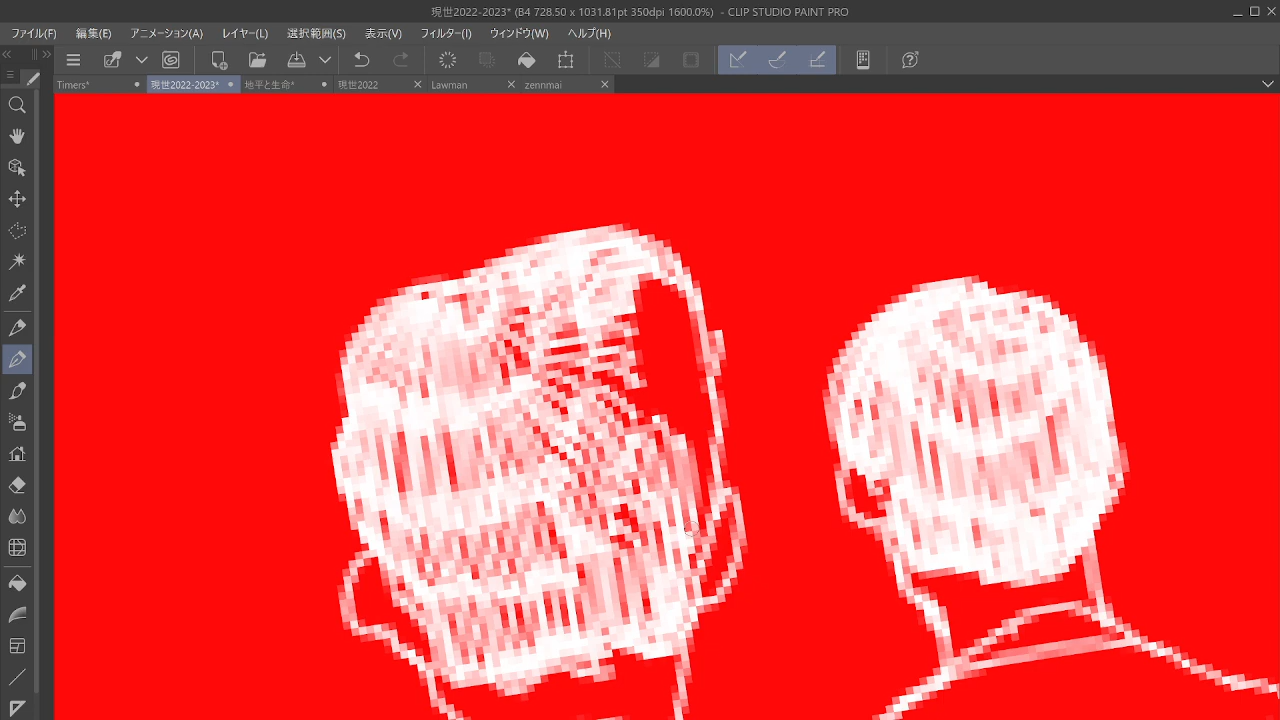 現世2022-2023* (B4 728.50 x 1031.81pt 350dpi 1600.0%) - CLIP STUDIO PAINT PRO
ファイル(F) 編集(E) アニメーション(A) レイヤー(L) 選択範囲(S) 表示(V) フィルター(I) ウィンドウ(W) ヘルプ(H)
Timers* 現世2022-2023* 地平と生命* 現世2022 Lawman zennmai